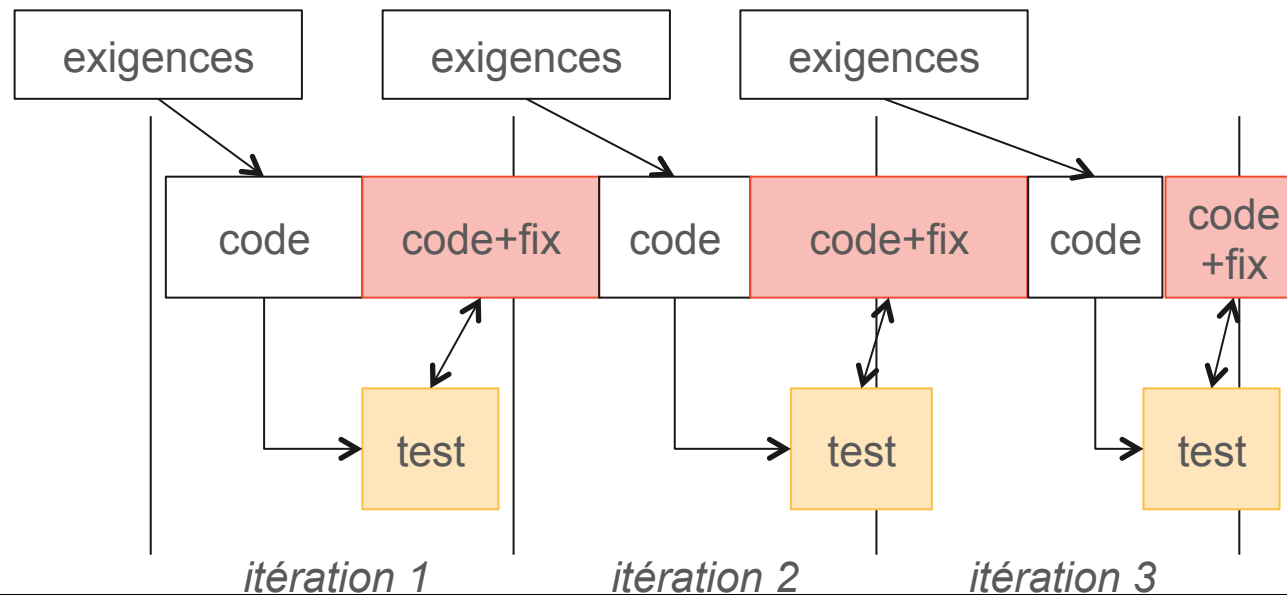 exigences
exigences
exigences
code
code+fix
code
code+fix
code
code
+fix
test
test
test
itération 1
itération 2
itération 3